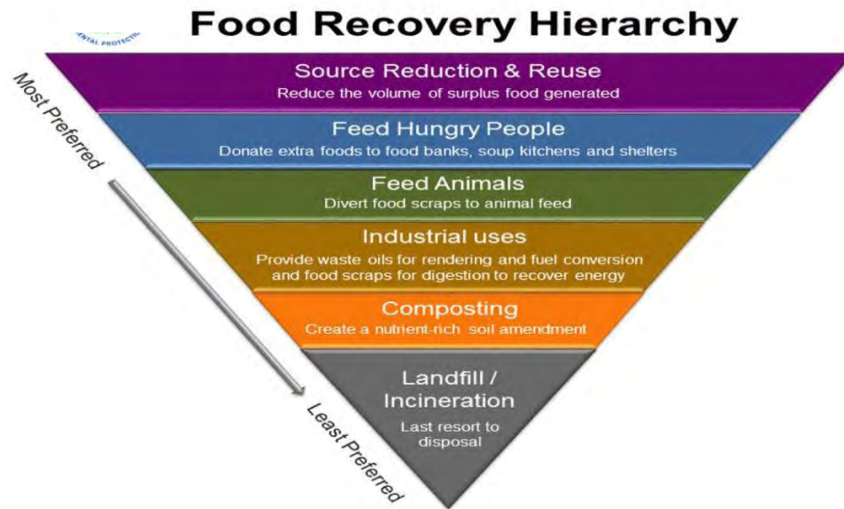 Food Recovery Hierarchy
ENTAL PROTECTI
Most Preferred
Source Reduction & Reuse
Reduce the volume of surplus food generated
Feed Hungry People
Donate extra foods to food banks, soup kitchens and shelters
Feed Animals
Divert food scraps to animal feed
Industrial uses
Provide waste oils for rendering and fuel conversion
and food scraps for digestion to recover energy
Composting
Create a nutrient-rich soil amendment
Landfill /
Incineration
Last resort to
disposal
Least Preferred